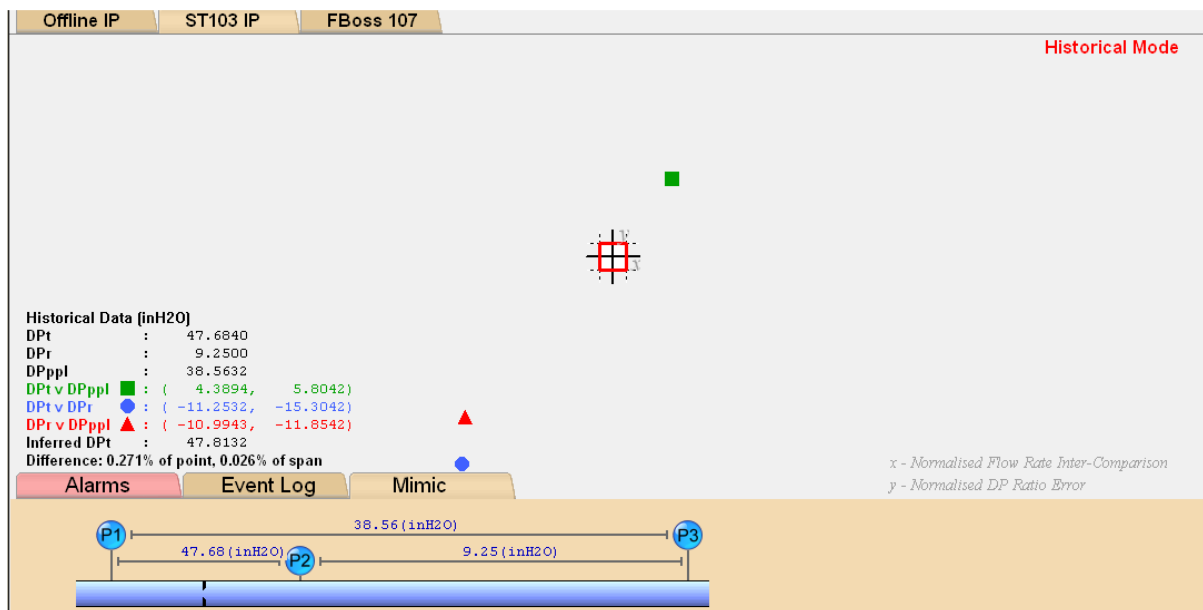 Offline IP ST103 IP FBoss 107
Historical Mode
y
x
Historical Data (inH2O)
DPt : 47.6840
DPr : 9.2500
DPppl : 38.5632
DPt v DPppl : ( 4.3894, 5.8042)
DPt v DPr : ( -11.2532, -15.3042)
DPr v DPppl : ( -10.9943, -11.8542)
Inferred DPt : 47.8132
Difference: 0.271% of point, 0.026% of span
x - Normalised Flow Rate Inter-Comparison
y - Normalised DP Ratio Error
Alarms Event Log Mimic
P1 38.56(inH2O) P3
47.68(inH2O) P2 9.25(inH2O)